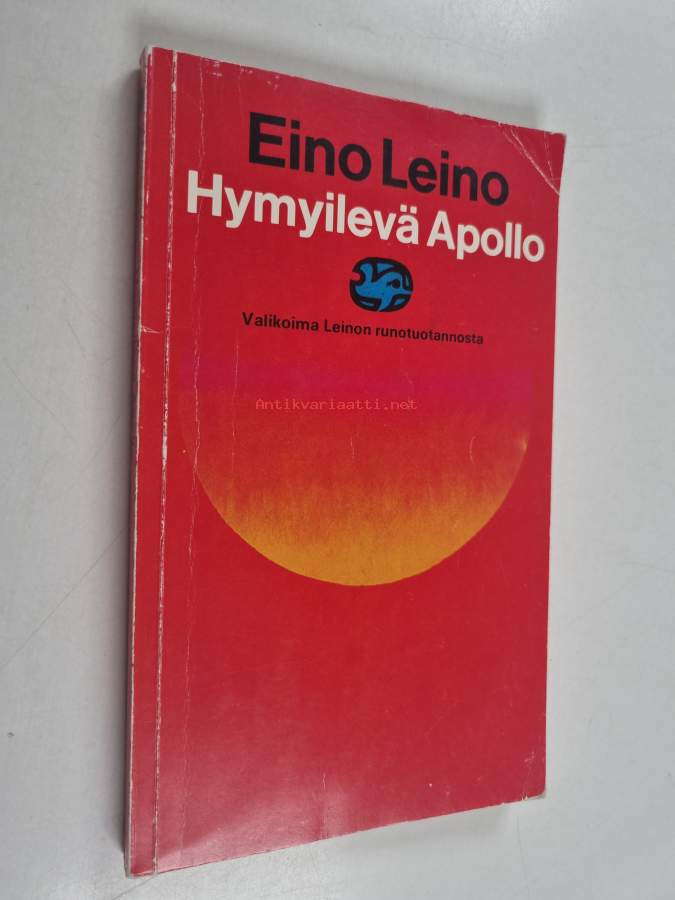 Eino Leino
Hymyilevä Apollo
Valikoima Leinon runotuotannosta
Antikvariaatti.net